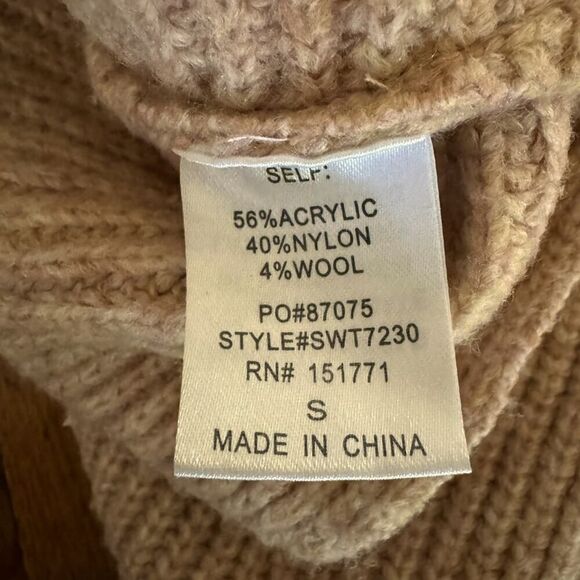 SELF:
56%ACRYLIC
40%NYLON
4%WOOL
PO#87075
STYLE#SWT7230
RN# 151771
S
MADE IN CHINA